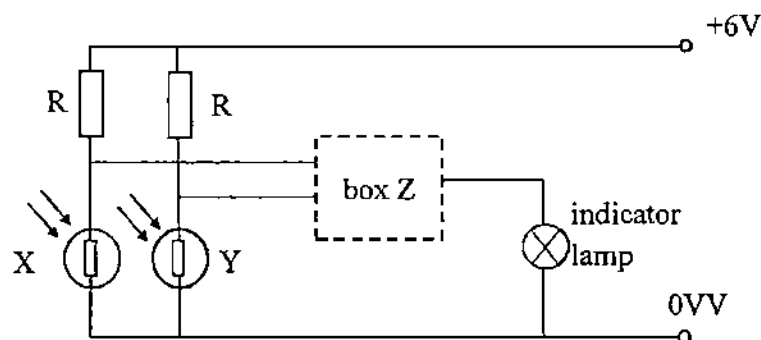 +6V
R
R
box Z
indicator
lamp
X
Y
0VV